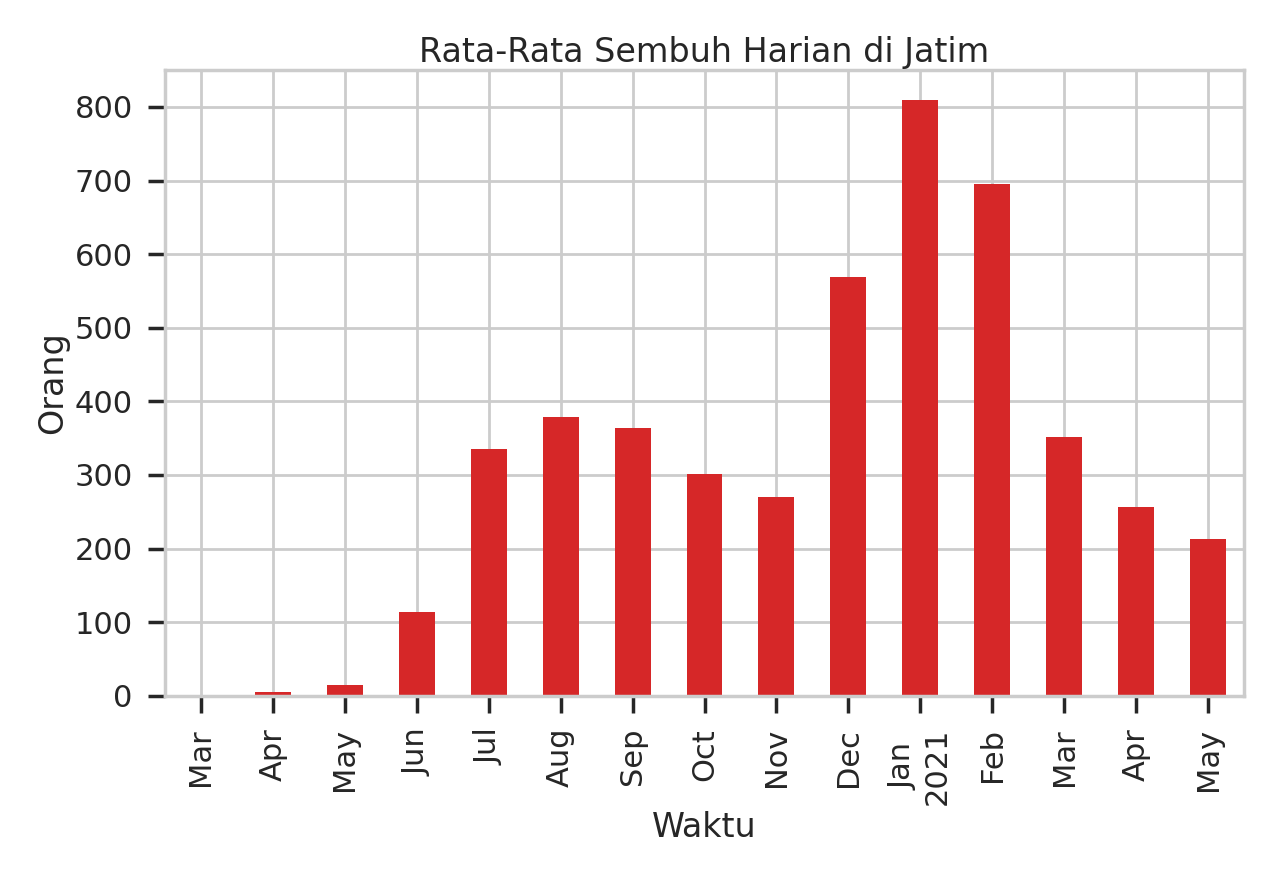 Rata-Rata Sembuh Harian di Jatim
800
700
600
500
400
300
200
100
0
Orang
Mar
Apr
May
Jun
Jul
Aug
Sep
Oct
Nov
Dec
Jan
2021
Feb
Mar
Apr
May
Waktu